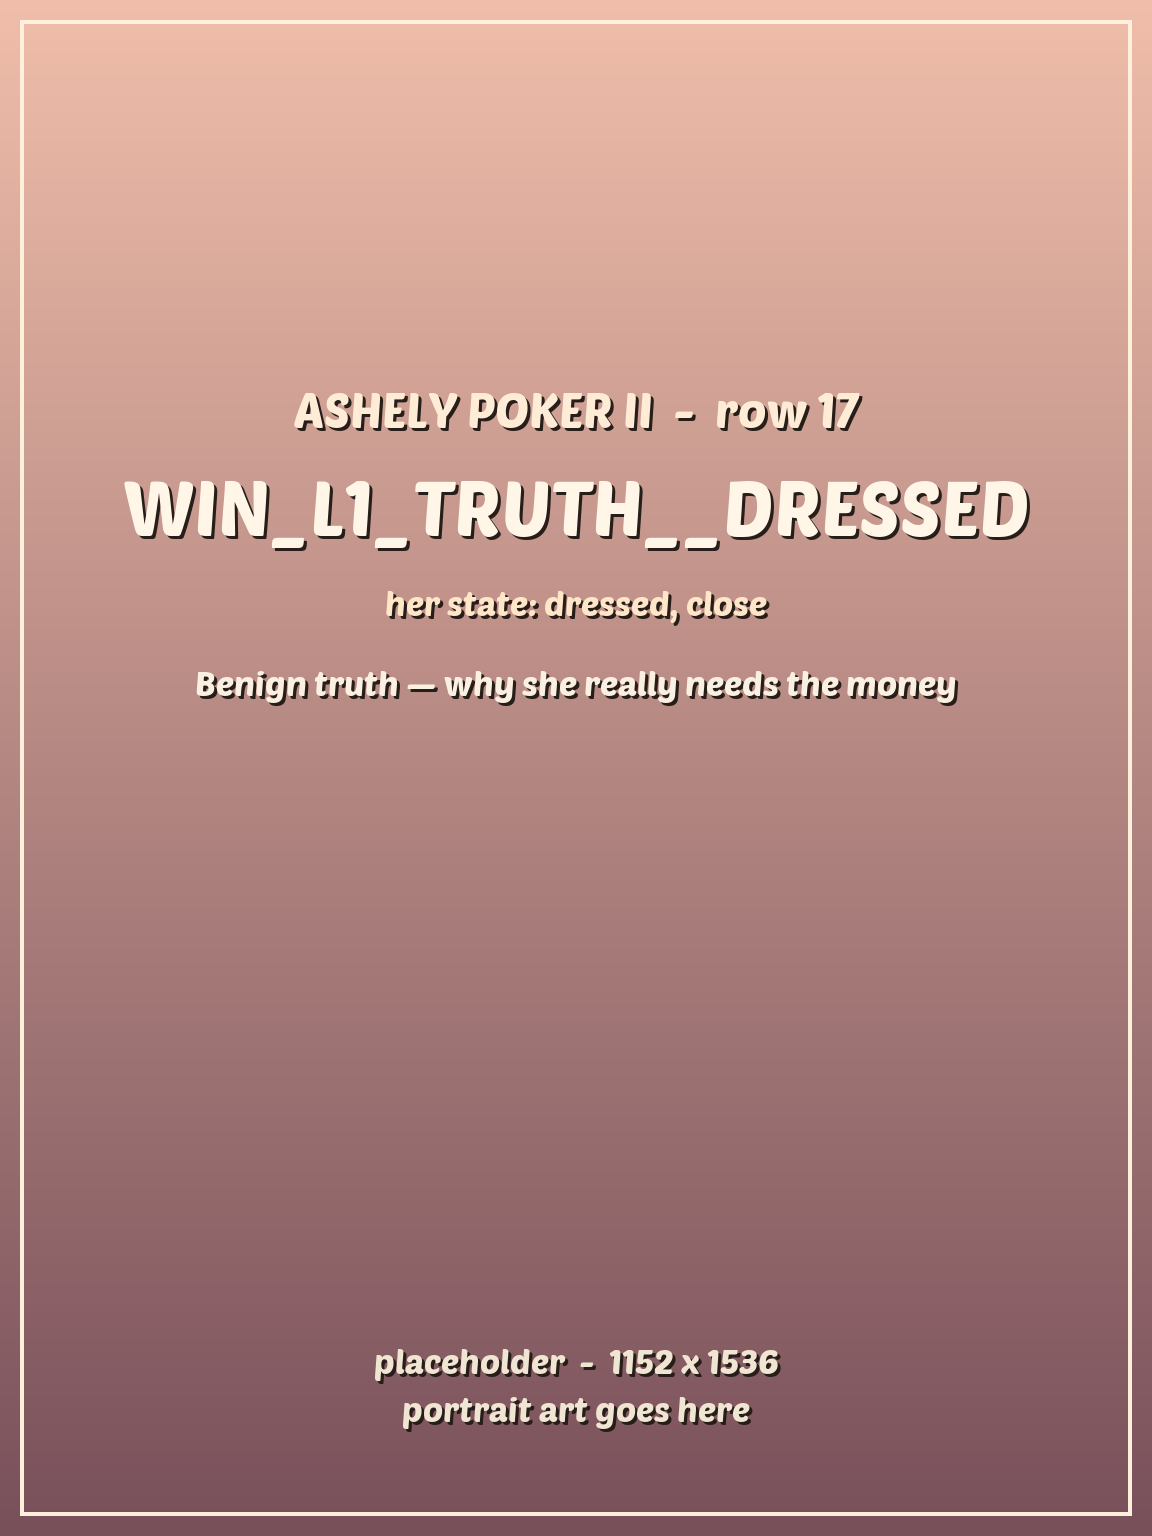 ASHELY POKER II - row 17
WIN_L1_TRUTH__DRESSED
her state: dressed, close
Benign truth — why she really needs the money
placeholder - 1152 x 1536
portrait art goes here